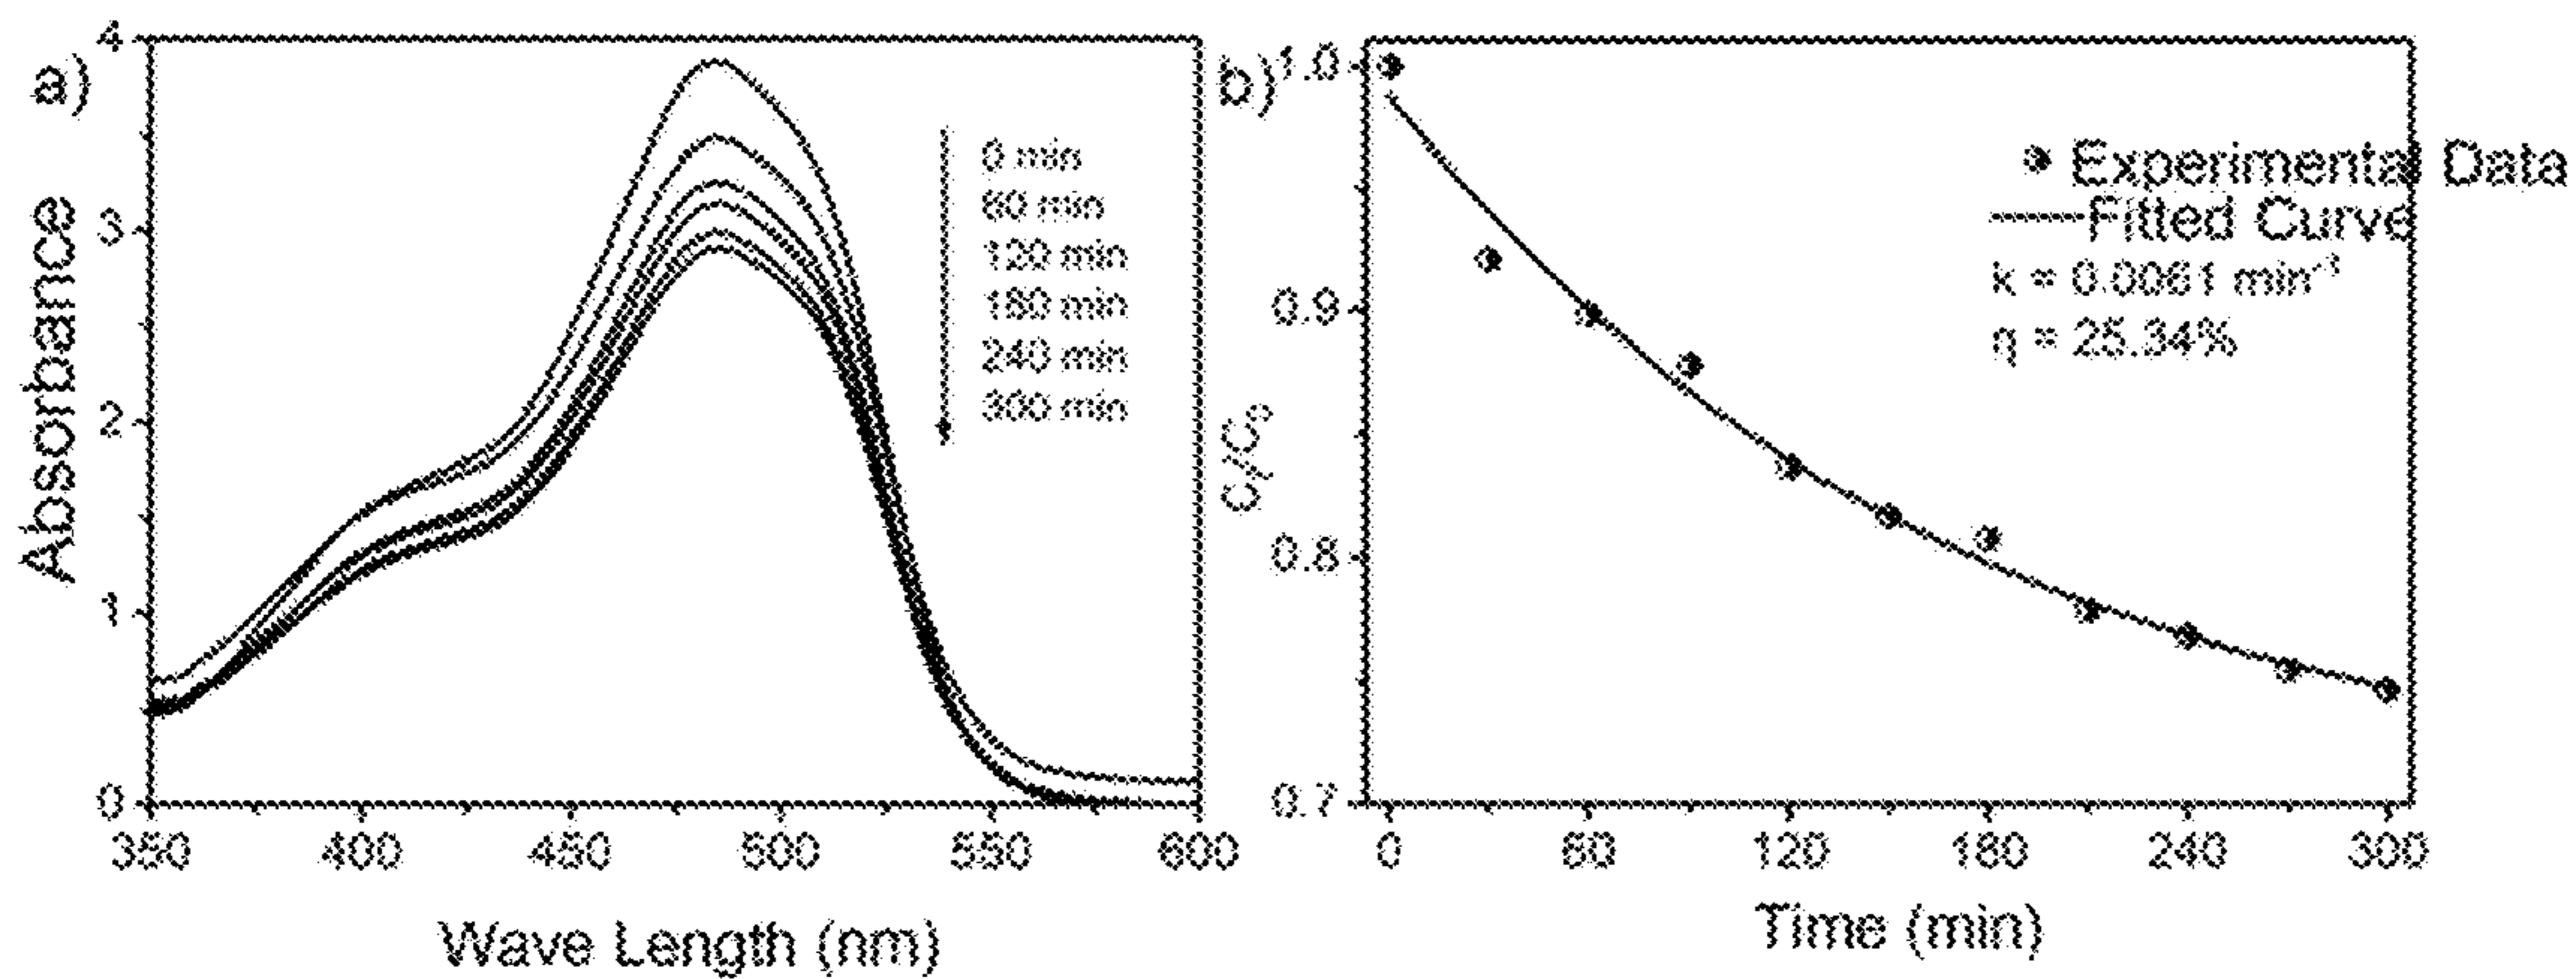 a)
4
3
2
1
0
Absorbance
0 min
60 min
120 min
180 min
240 min
300 min
350 400 450 500 550 600
Wave Length (nm)
b)
1.0
0.9
0.8
0.7
C/C₀
Experimental Data
Fitted Curve
k = 0.0061 min⁻¹
η = 25.34%
0 60 120 180 240 300
Time (min)